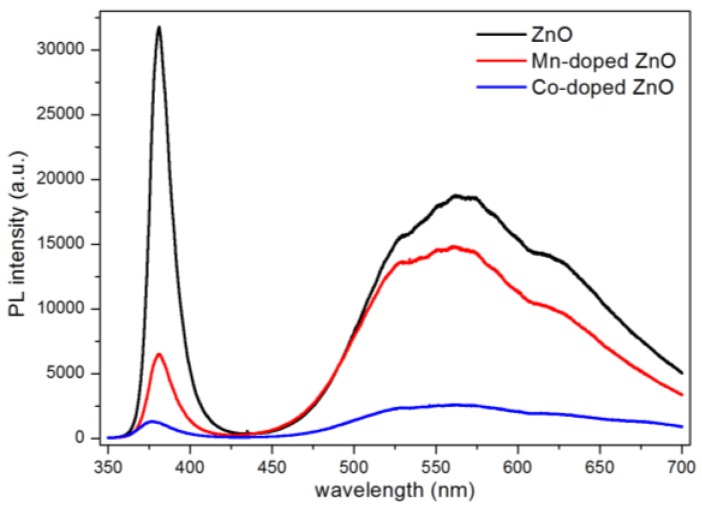 ZnO
Mn-doped ZnO
Co-doped ZnO
PL intensity (a.u.)
30000
25000
20000
15000
10000
5000
0
350 400 450 500 550 600 650 700
wavelength (nm)